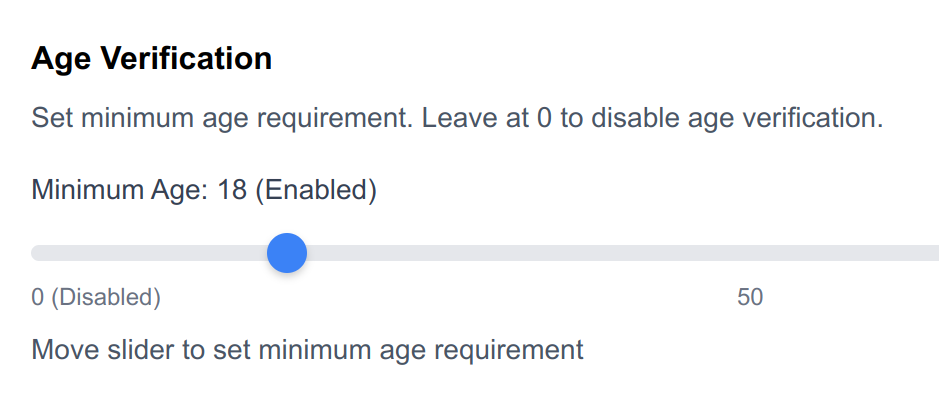 Age Verification
Set minimum age requirement. Leave at 0 to disable age verification.
Minimum Age: 18 (Enabled)
0 (Disabled) 50
Move slider to set minimum age requirement